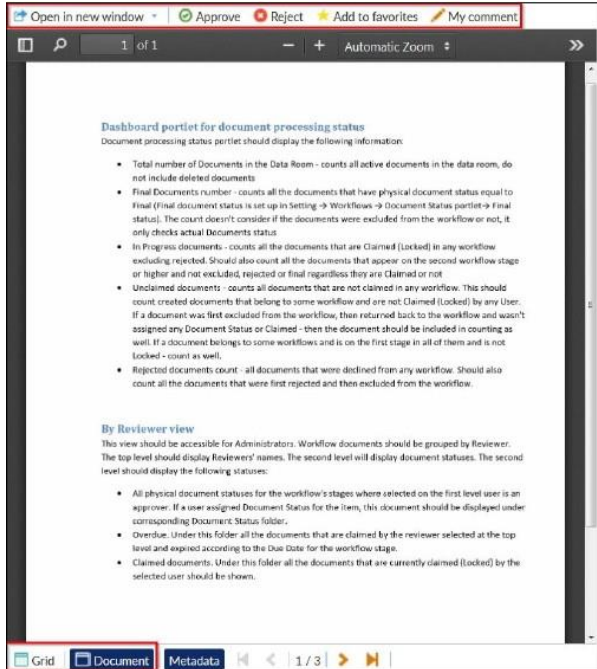 Open in new window Approve Reject Add to favorites My comment
1 of 1 Automatic Zoom
Dashboard portlet for document processing status
Document processing status portlet should display the following information:
• Total number of Documents in the Data Room - counts all active documents in the data room, do
not include deleted documents
• Final Documents number - counts all the documents that have physical document status equal to
Final (Final document status is set up in Setting → Workflows → Document Status portlet→ Final
status). The count doesn't consider if the documents were excluded from the workflow or not, it
only checks actual Documents status
• In Progress documents - counts all the documents that are Claimed (Locked) in any workflow
excluding rejected. Should also count all the documents that appear on the second workflow stage
or higher and not excluded, rejected or final regardless they are Claimed or not
• Unclaimed documents - counts all documents that are not claimed in any workflow. This should
count created documents that belong to some workflow and are not Claimed (Locked) by any User.
If a document was first excluded from the workflow, then returned back to the workflow and wasn't
assigned any Document Status or Claimed - then the document should be included in counting as
well. If a document belongs to some workflows and is on the first stage in all of them and is not
Locked - count as well.
• Rejected documents count - all documents that were declined from any workflow. Should also
count all the documents that were first rejected and then excluded from the workflow.
By Reviewer view
This view should be accessible for Administrators. Workflow documents should be grouped by Reviewer.
The top level should display Reviewers' names. The second level will display document statuses. The second
level should display the following statuses:
• All physical document statuses for the workflow's stages where selected on the first level user is an
approver. If a user assigned Document Status for the item, this document should be displayed under
corresponding Document Status folder.
• Overdue. Under this folder all the documents that are claimed by the reviewer selected at the top
level and expired according to the Due Date for the workflow stage.
• Claimed documents. Under this folder all the documents that are currently claimed (Locked) by the
selected user should be shown.
Grid Document Metadata 1 / 3